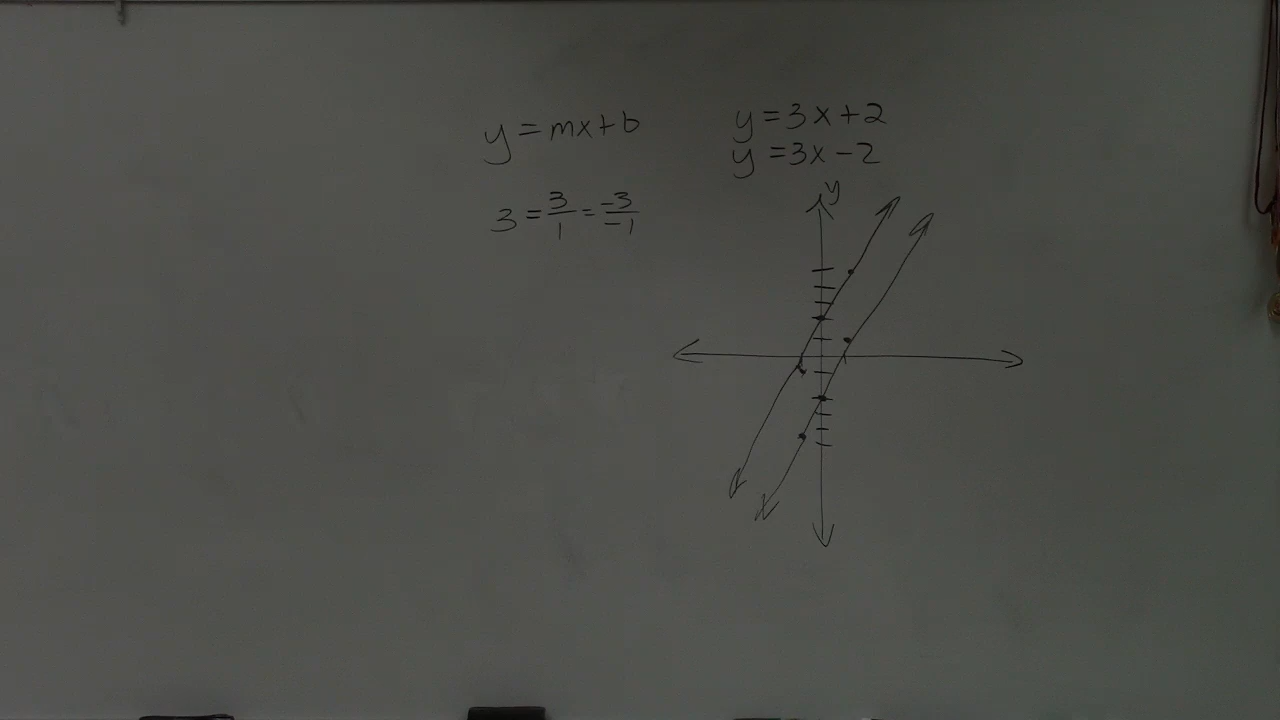 y = mx+b
3 = 3/1 = -3/-1
y = 3x+2
y = 3x-2
y